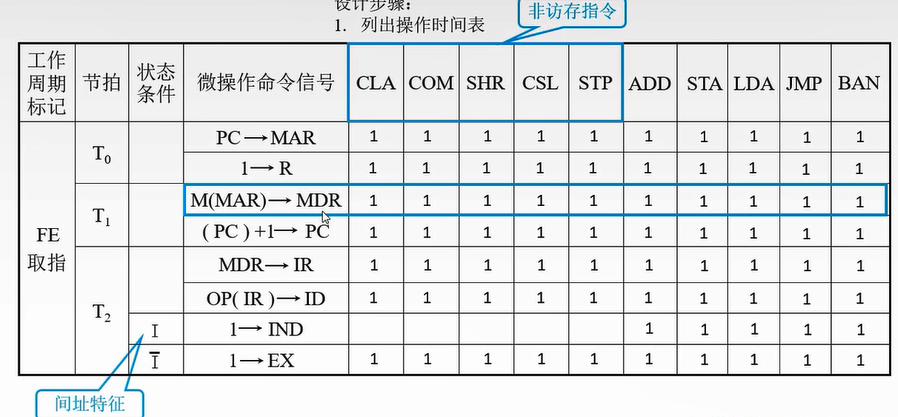 设计步骤：
1. 列出操作时间表
非访存指令
工作周期标记 节拍 状态条件 微操作命令信号 CLA COM SHR CSL STP ADD STA LDA JMP BAN
FE 取指 T₀ PC→MAR 1 1 1 1 1 1 1 1 1 1
1→R 1 1 1 1 1 1 1 1 1 1
T₁ M(MAR)→MDR 1 1 1 1 1 1 1 1 1 1
(PC)+1→PC 1 1 1 1 1 1 1 1 1 1
T₂ MDR→IR 1 1 1 1 1 1 1 1 1 1
OP(IR)→ID 1 1 1 1 1 1 1 1 1 1
I 1→IND 1 1 1 1 1
Ī 1→EX 1 1 1 1 1 1 1 1 1 1
间址特征